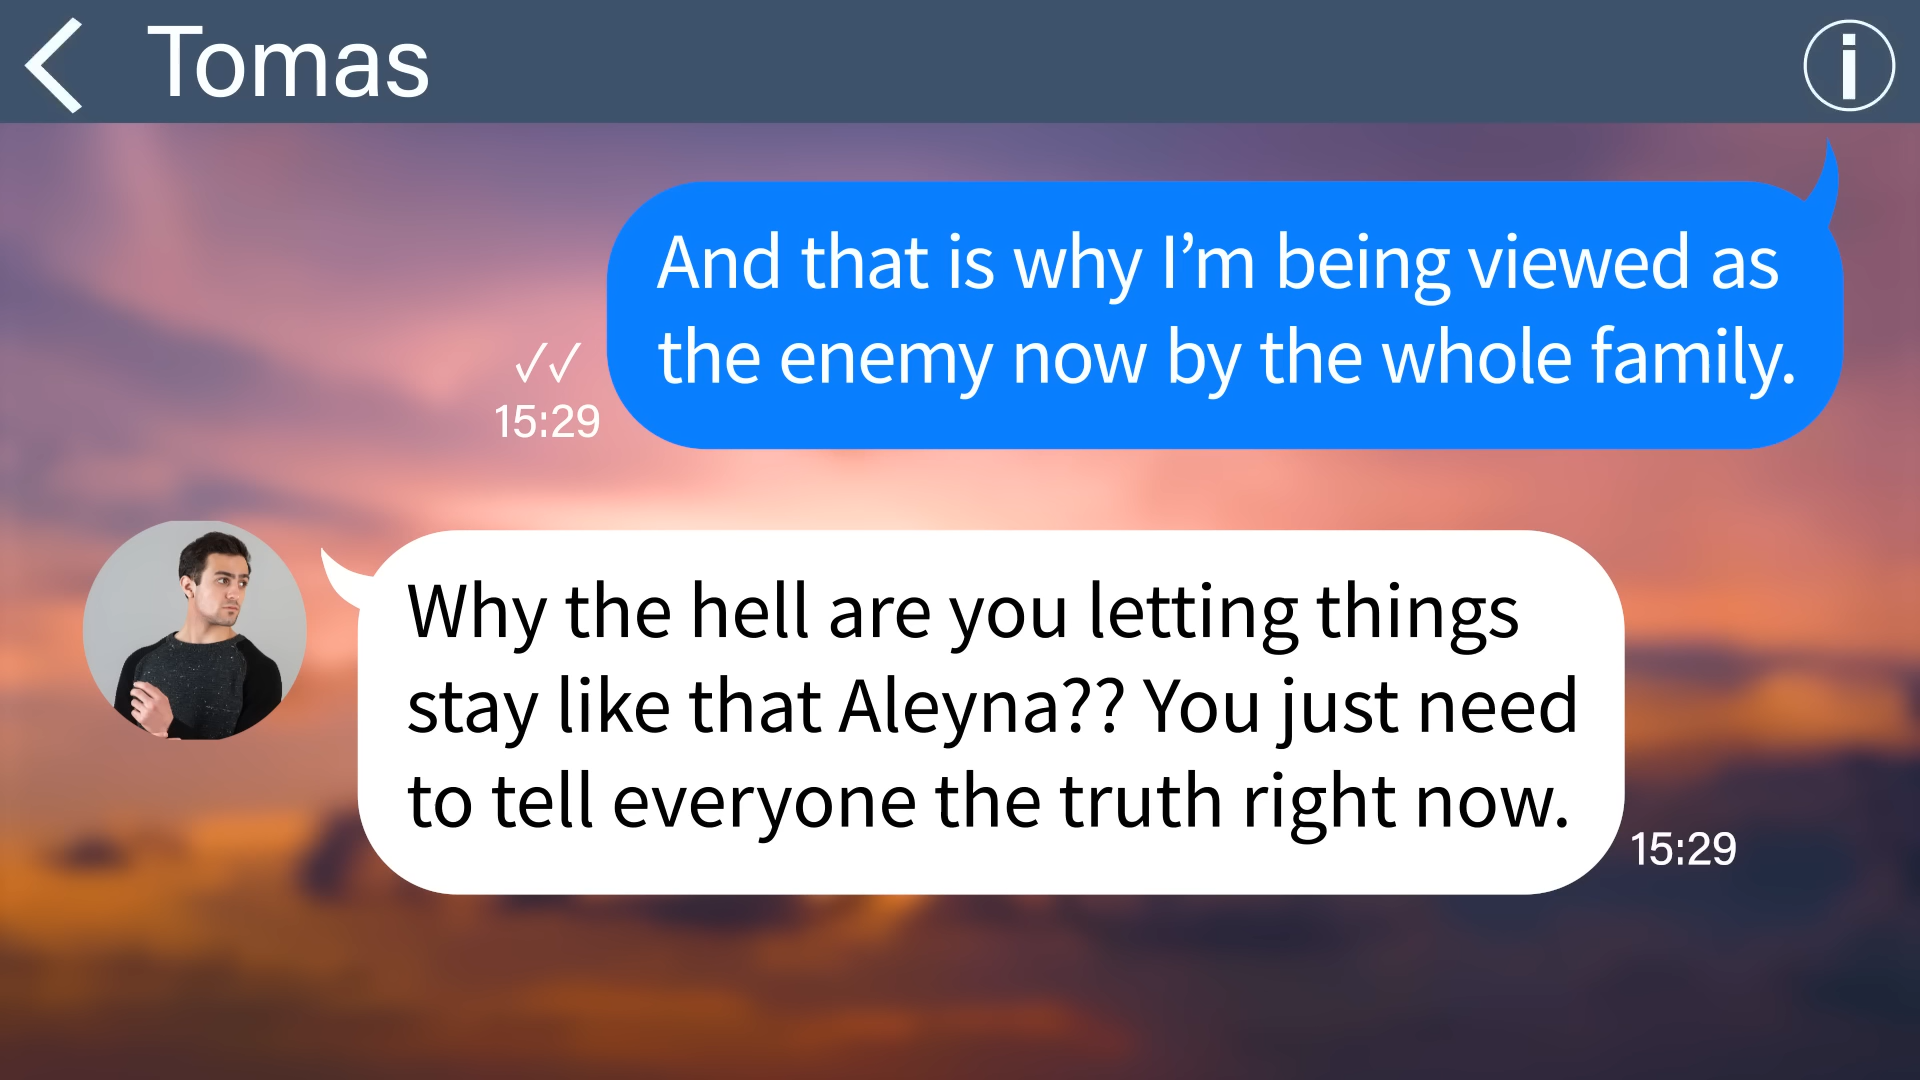 Tomas
And that is why I’m being viewed as
the enemy now by the whole family.
✓✓
15:29
Why the hell are you letting things
stay like that Aleyna?? You just need
to tell everyone the truth right now.
15:29